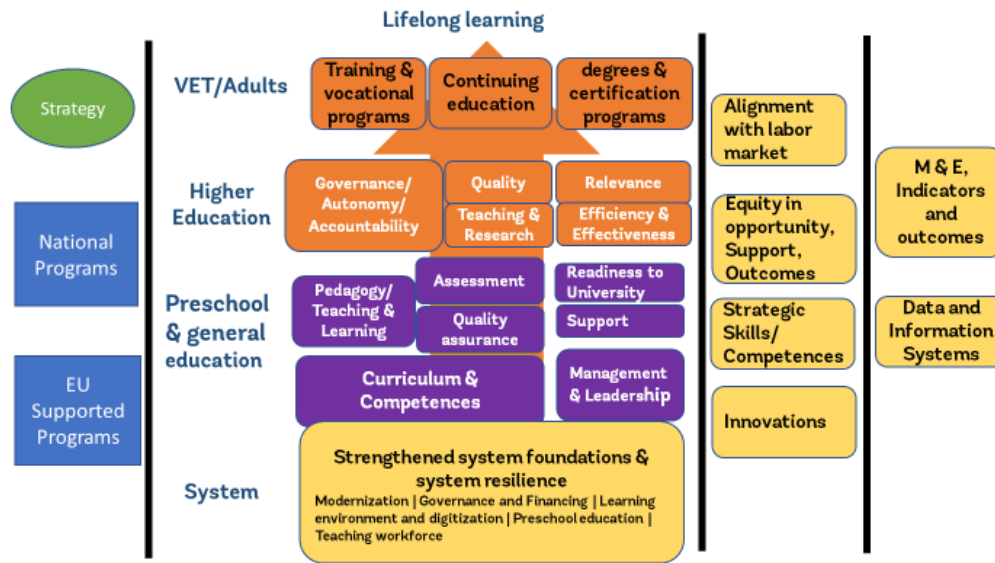 Lifelong learning
Strategy
National
Programs
EU
Supported
Programs
VET/Adults
Training &
vocational
programs
Continuing
education
degrees &
certification
programs
Higher
Education
Governance/
Autonomy/
Accountability
Quality
Relevance
Teaching &
Research
Efficiency &
Effectiveness
Preschool
& general
education
Pedagogy/
Teaching &
Learning
Assessment
Readiness to
University
Quality
assurance
Support
Curriculum &
Competences
Management
& Leadership
System
Strengthened system foundations &
system resilience
Modernization | Governance and Financing | Learning
environment and digitization | Preschool education |
Teaching workforce
Alignment
with labor
market
Equity in
opportunity,
Support,
Outcomes
Strategic
Skills/
Competences
Innovations
M & E,
Indicators
and
outcomes
Data and
Information
Systems